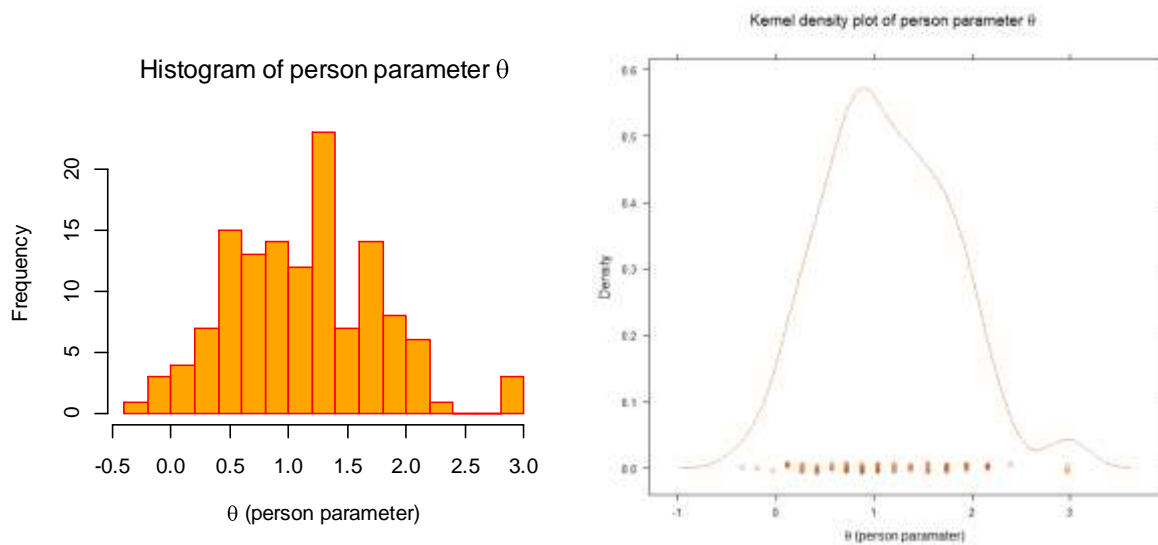 Histogram of person parameter θ
Frequency
20
15
10
5
0
-0.5 0.0 0.5 1.0 1.5 2.0 2.5 3.0
θ (person parameter)
Kernel density plot of person parameter θ
Density
0.6
0.5
0.4
0.3
0.2
0.1
0.0
-1 0 1 2 3
θ (person paramater)